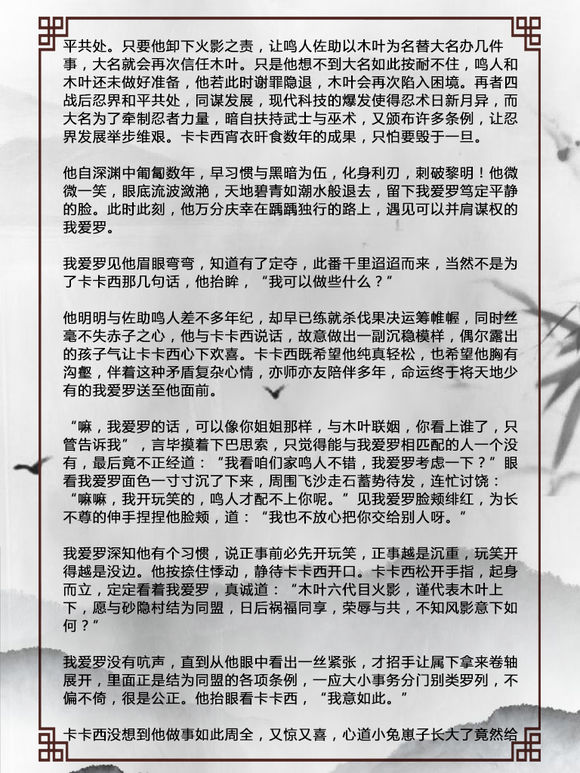 平共处。只要他卸下火影之责，让鸣人佐助以木叶为名替大名办几件
事，大名就会再次信任木叶。只是他想不到大名如此按耐不住，鸣人和
木叶还未做好准备，他若此时谢罪隐退，木叶会再次陷入困境。再者四
战后忍界和平共处，同谋发展，现代科技的爆发使得忍术日新月异，而
大名为了牵制忍者力量，暗自扶持武士与巫术，又颁布许多条例，让忍
界发展举步维艰。卡卡西宵衣旰食数年的成果，只怕要毁于一旦。
他自深渊中匍匐数年，早习惯与黑暗为伍，化身利刃，刺破黎明！他微
微一笑，眼底流波潋滟，天地碧青如潮水般退去，留下我爱罗笃定平静
的脸。此时此刻，他万分庆幸在踽踽独行的路上，遇见可以并肩谋权的
我爱罗。
我爱罗见他眉眼弯弯，知道有了定夺，此番千里迢迢而来，当然不是为
了卡卡西那几句话，他抬眸，“我可以做些什么？”
他明明与佐助鸣人差不多年纪，却早已练就杀伐果决运筹帷幄，同时丝
毫不失赤子之心，他与卡卡西说话，故意做出一副沉稳模样，偶尔露出
的孩子气让卡卡西心下欢喜。卡卡西既希望他纯真轻松，也希望他胸有
沟壑，伴着这种矛盾复杂心情，亦师亦友陪伴多年，命运终于将天地少
有的我爱罗送至他面前。
“嘛，我爱罗的话，可以像你姐姐那样，与木叶联姻，你看上谁了，只
管告诉我”，言毕摸着下巴思索，只觉得能与我爱罗相匹配的人一个没
有，最后竟不正经道：“我看咱们家鸣人不错，我爱罗考虑一下？”眼
看我爱罗面色一寸寸沉了下来，周围飞沙走石蓄势待发，连忙讨饶：
“嘛嘛，我开玩笑的，鸣人才配不上你呢。”见我爱罗脸颊绯红，为长
不尊的伸手捏捏他脸颊，道：“我也不放心把你交给别人呀。”
我爱罗深知他有个习惯，说正事前必先开玩笑，正事越是沉重，玩笑开
得越是没边。他按捺住悸动，静待卡卡西开口。卡卡西松开手指，起身
而立，定定看着我爱罗，真诚道：“木叶六代目火影，谨代表木叶上
下，愿与砂隐村结为同盟，日后祸福同享，荣辱与共，不知风影意下如
何？”
我爱罗没有吭声，直到从他眼中看出一丝紧张，才招手让属下拿来卷轴
展开，里面正是结为同盟的各项条例，一应大小事务分门别类罗列，不
偏不倚，很是公正。他抬眼看卡卡西，“我意如此。”
卡卡西没想到他做事如此周全，又惊又喜，心道小兔崽子长大了竟然给